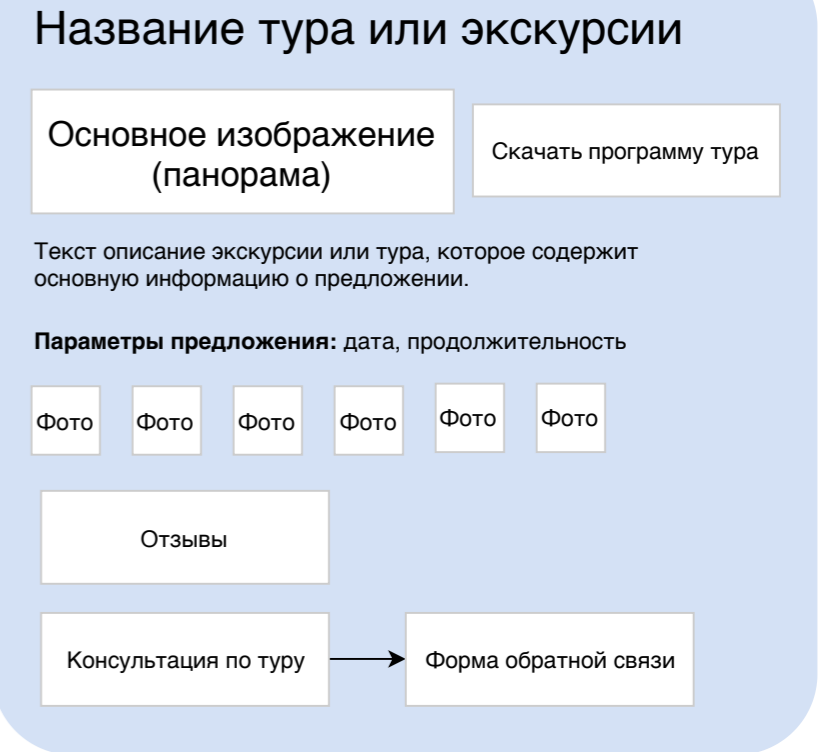 Название тура или экскурсии
Основное изображение
(панорама)
Скачать программу тура
Текст описание экскурсии или тура, которое содержит
основную информацию о предложении.
Параметры предложения: дата, продолжительность
Фото Фото Фото Фото Фото Фото
Отзывы
Консультация по туру
Форма обратной связи